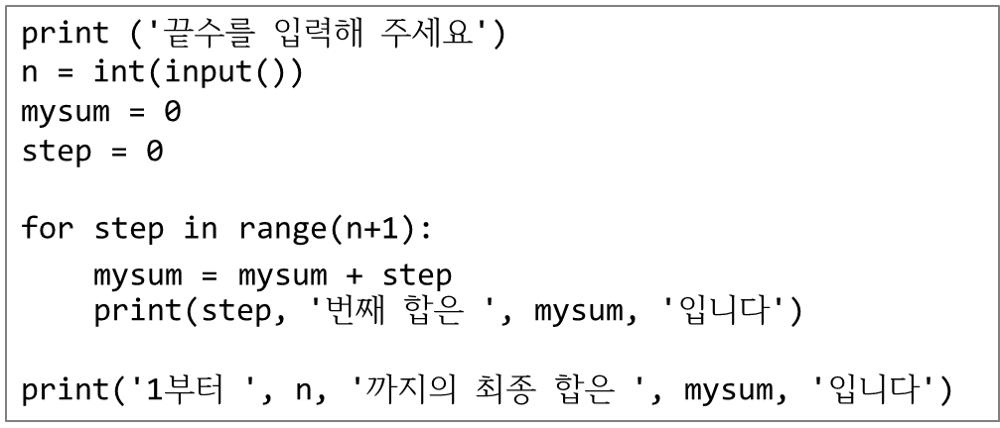 print ('끝수를 입력해 주세요')
n = int(input())
mysum = 0
step = 0

for step in range(n+1):
    mysum = mysum + step
    print(step, '번째 합은 ', mysum, '입니다')

print('1부터 ', n, '까지의 최종 합은 ', mysum, '입니다')